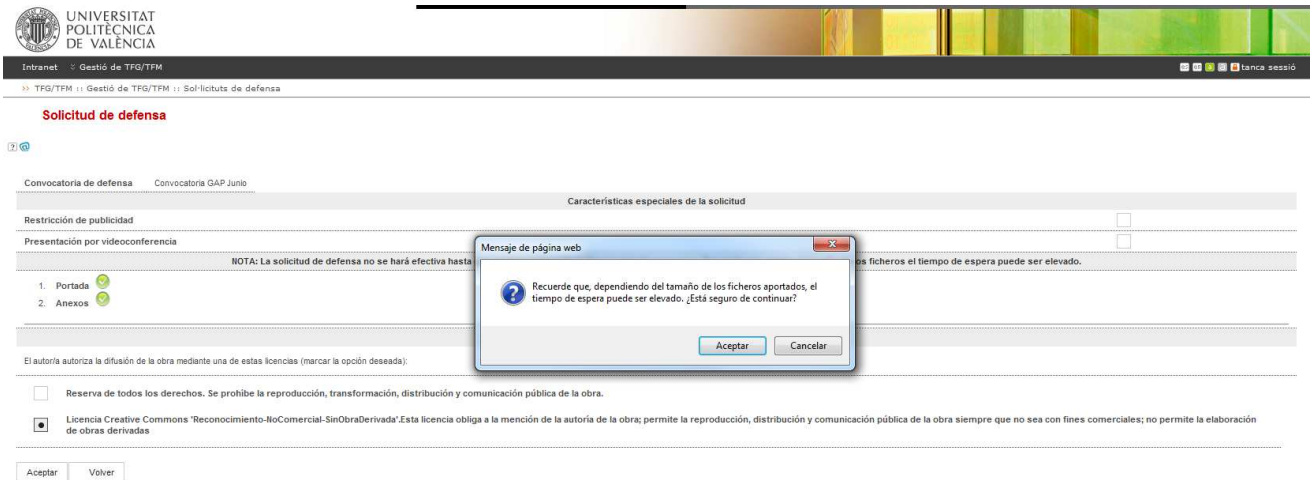 UNIVERSITAT
POLITÈCNICA
DE VALÈNCIA
Intranet Gestió de TFG/TFM
tanca sessió
>> TFG/TFM :: Gestió de TFG/TFM :: Sol·licituts de defensa
Solicitud de defensa
Convocatoria de defensa Convocatoria GAP Junio
Características especiales de la solicitud
Restricción de publicidad
Presentación por videoconferencia
NOTA: La solicitud de defensa no se hará efectiva hasta
os ficheros el tiempo de espera puede ser elevado.
1. Portada
2. Anexos
Mensaje de página web
Recuerde que, dependiendo del tamaño de los ficheros aportados, el
tiempo de espera puede ser elevado. ¿Está seguro de continuar?
Aceptar Cancelar
El autor/a autoriza la difusión de la obra mediante una de estas licencias (marcar la opción deseada):
Reserva de todos los derechos. Se prohíbe la reproducción, transformación, distribución y comunicación pública de la obra.
Licencia Creative Commons 'Reconocimiento-NoComercial-SinObraDerivada'.Esta licencia obliga a la mención de la autoría de la obra; permite la reproducción, distribución y comunicación pública de la obra siempre que no sea con fines comerciales; no permite la elaboración
de obras derivadas
Aceptar Volver